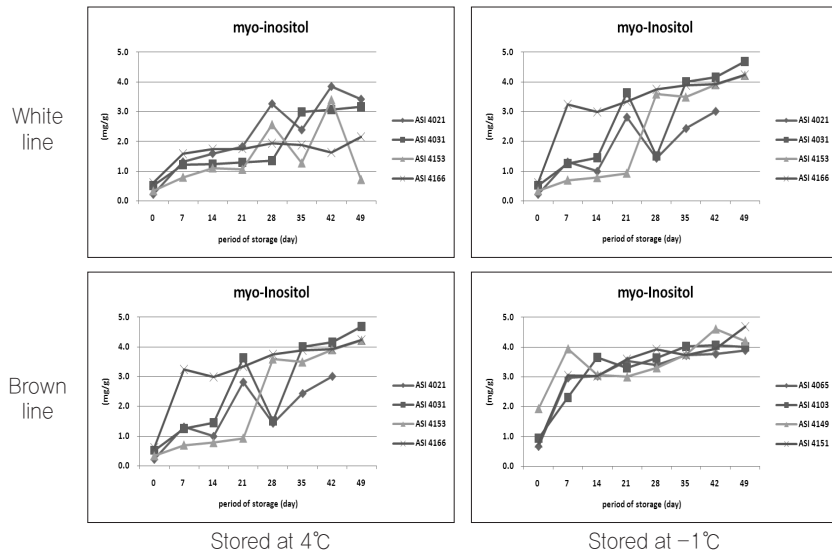 White
line
myo-inositol
(mg/g)
5.0
4.0
3.0
2.0
1.0
0.0
0 7 14 21 28 35 42 49
period of storage (day)
ASI 4021
ASI 4031
ASI 4153
ASI 4166
myo-Inositol
(mg/g)
5.0
4.0
3.0
2.0
1.0
0.0
0 7 14 21 28 35 42 49
period of storage (day)
ASI 4021
ASI 4031
ASI 4153
ASI 4166
Brown
line
myo-Inositol
(mg/g)
5.0
4.0
3.0
2.0
1.0
0.0
0 7 14 21 28 35 42 49
period of storage (day)
ASI 4021
ASI 4031
ASI 4153
ASI 4166
myo-Inositol
(mg/g)
5.0
4.0
3.0
2.0
1.0
0.0
0 7 14 21 28 35 42 49
period of storage (day)
ASI 4065
ASI 4103
ASI 4149
ASI 4151
Stored at 4℃
Stored at −1℃